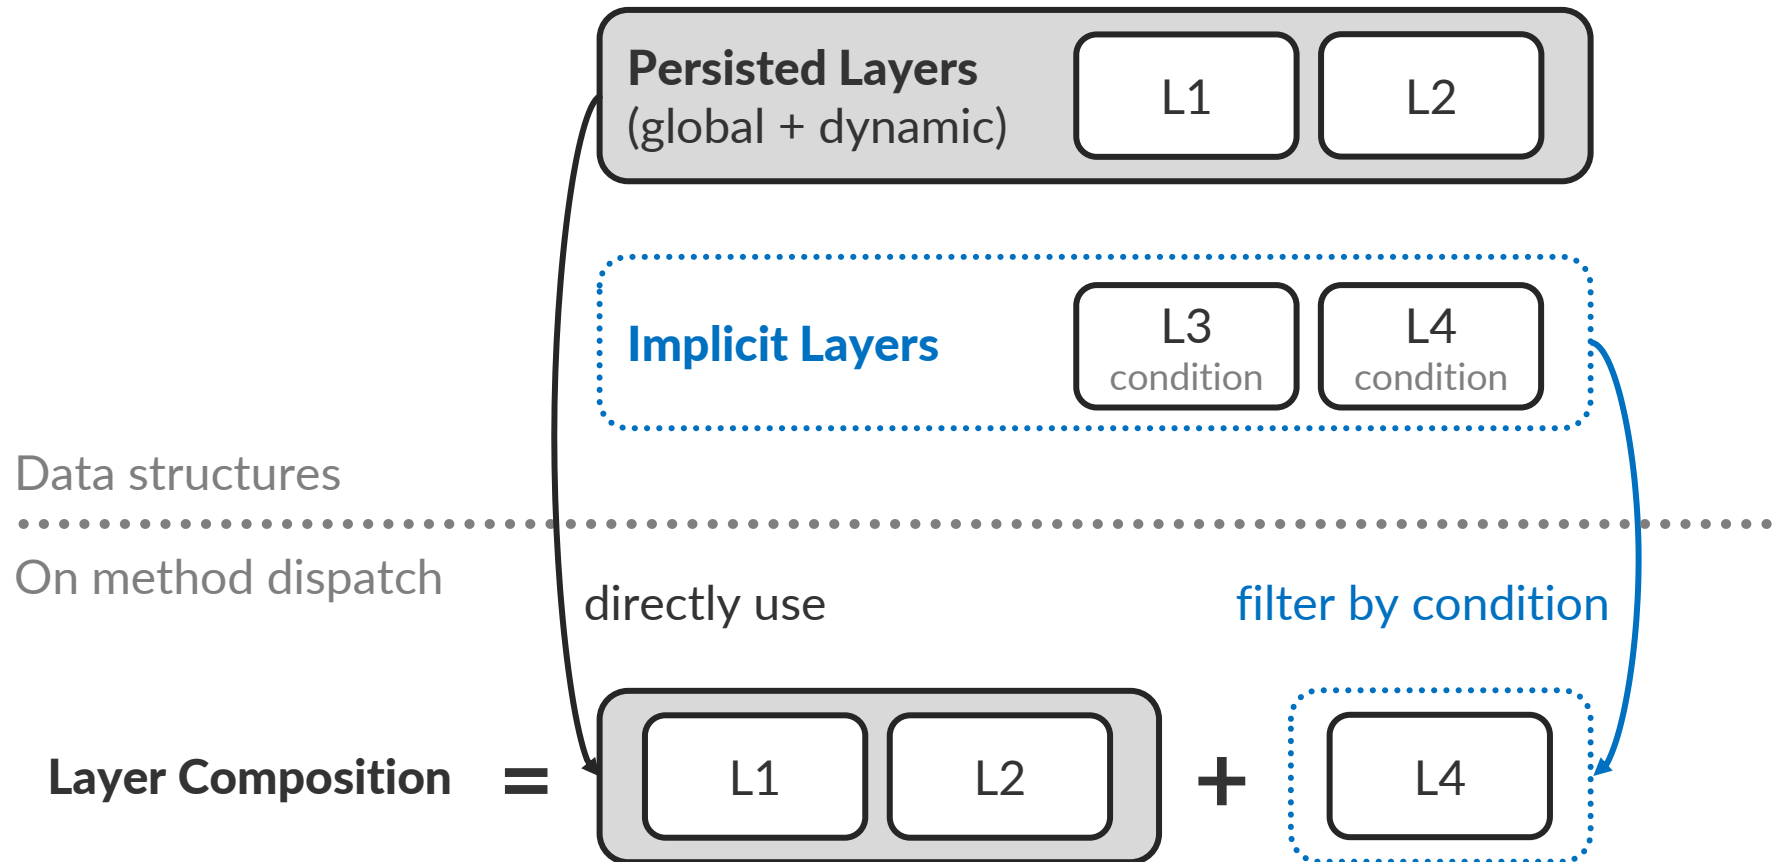 Persisted Layers
(global + dynamic)
L1
L2
Implicit Layers
L3
condition
L4
condition
Data structures
On method dispatch
directly use
filter by condition
Layer Composition = L1 L2 + L4